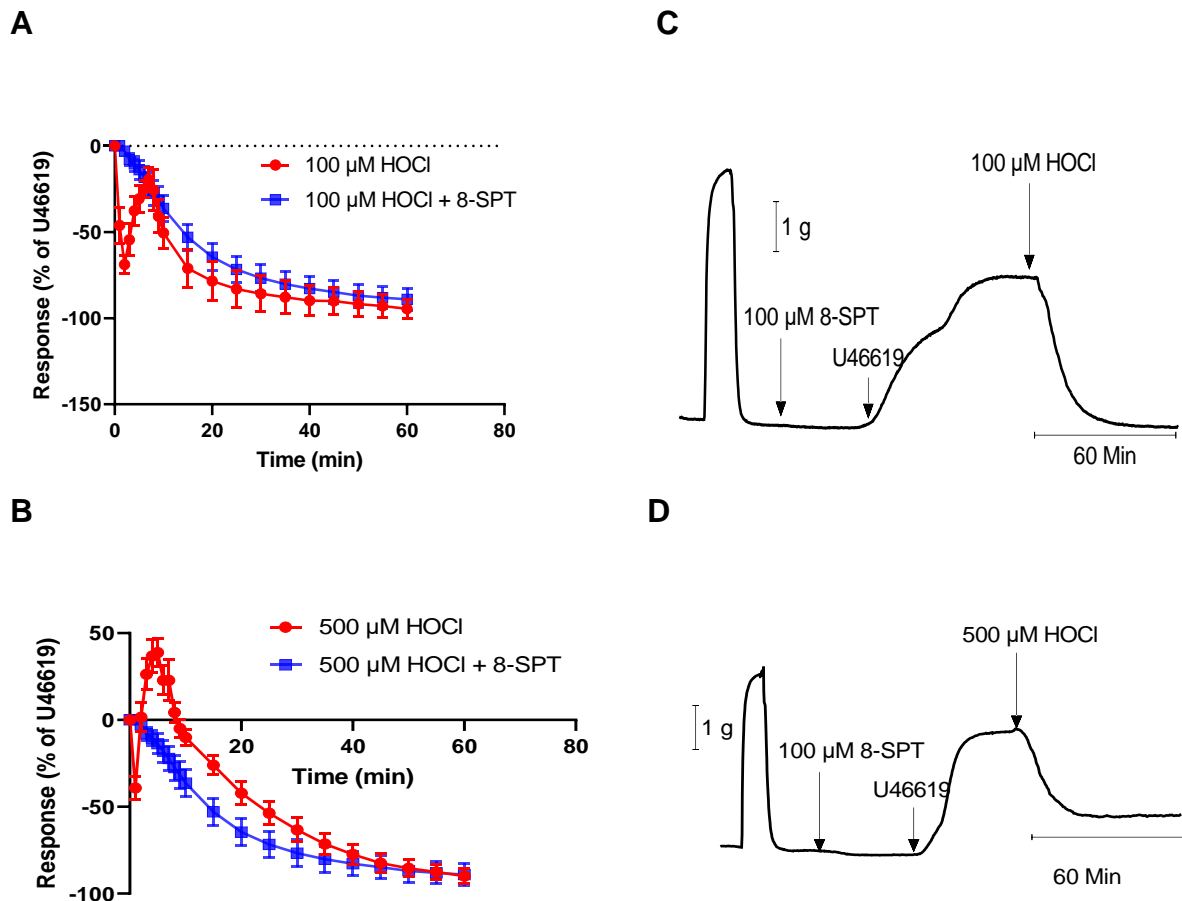 A
Response (% of U46619)
0
-50
-100
-150
100 µM HOCl
100 µM HOCl + 8-SPT
0
20
40
60
80
Time (min)
C
100 µM HOCl
1 g
100 µM 8-SPT
U46619
60 Min
B
Response (% of U46619)
50
0
-50
-100
500 µM HOCl
500 µM HOCl + 8-SPT
20
40
60
80
Time (min)
D
500 µM HOCl
1 g
100 µM 8-SPT
U46619
60 Min